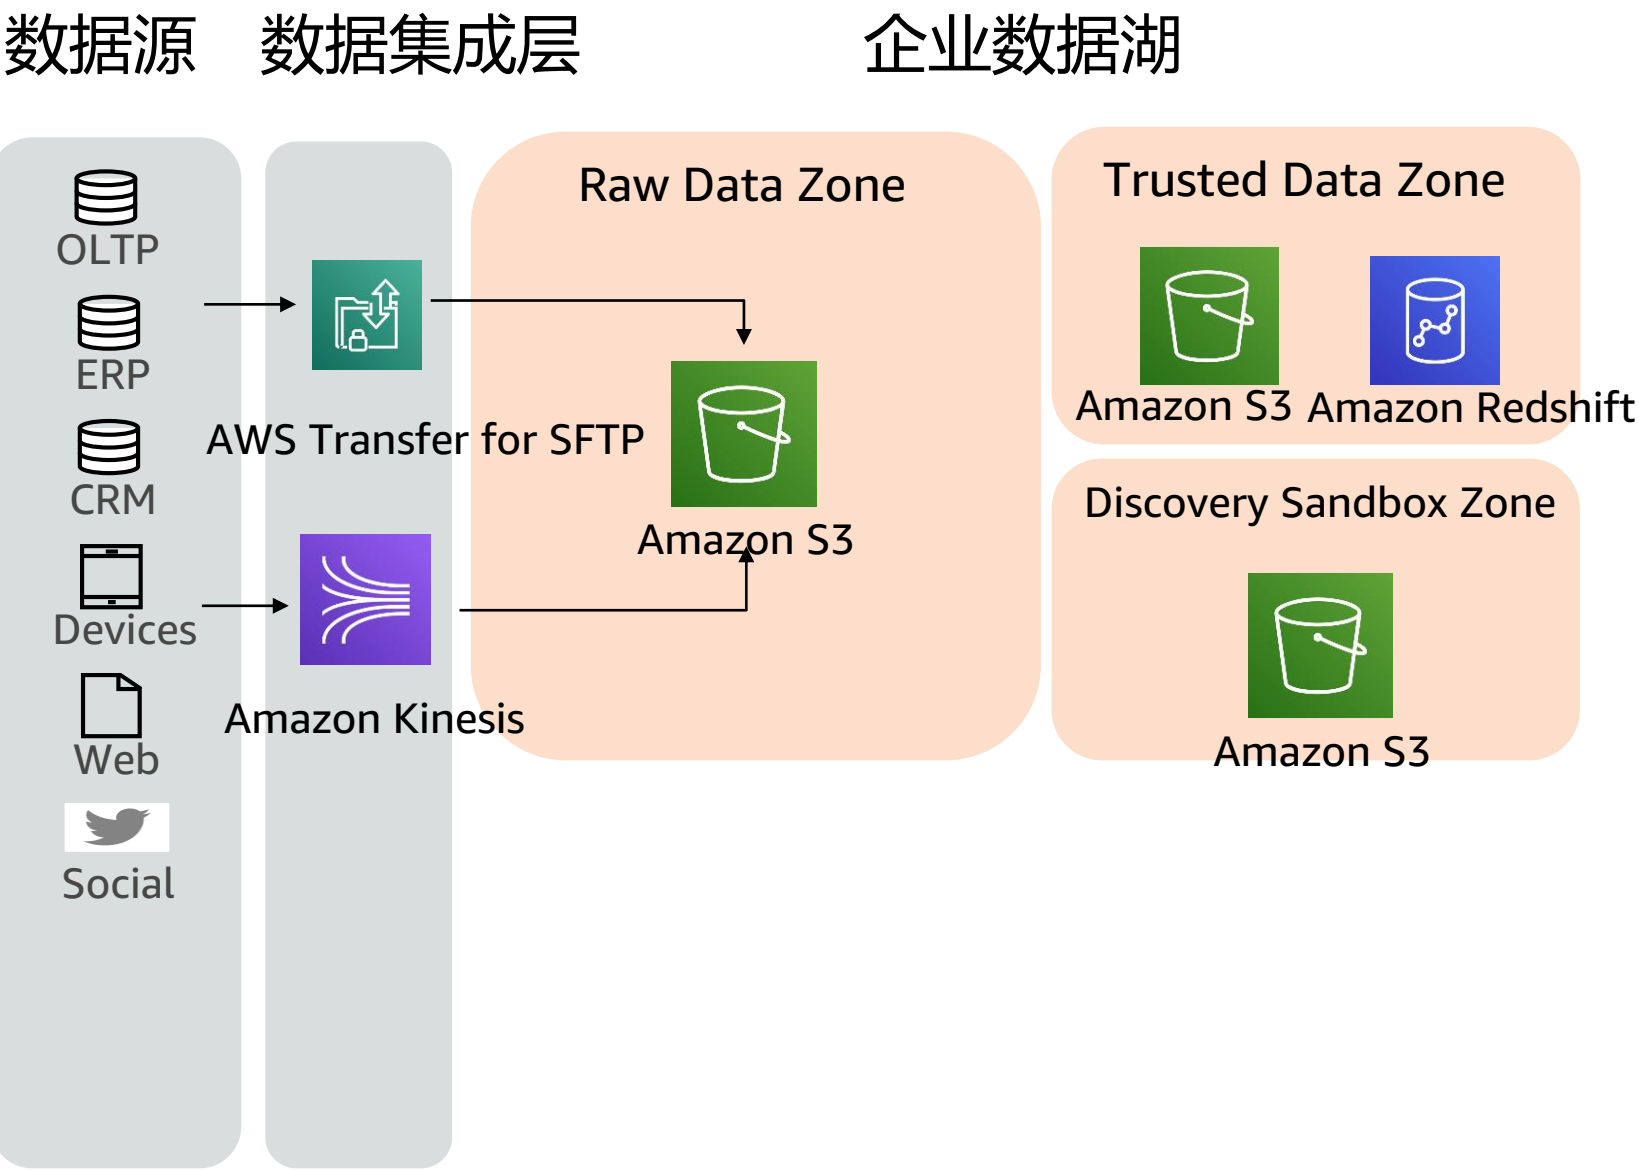 数据源
数据集成层
企业数据湖
OLTP
ERP
CRM
Devices
Web
Social
AWS Transfer for SFTP
Amazon Kinesis
Raw Data Zone
Amazon S3
Trusted Data Zone
Amazon S3
Amazon Redshift
Discovery Sandbox Zone
Amazon S3